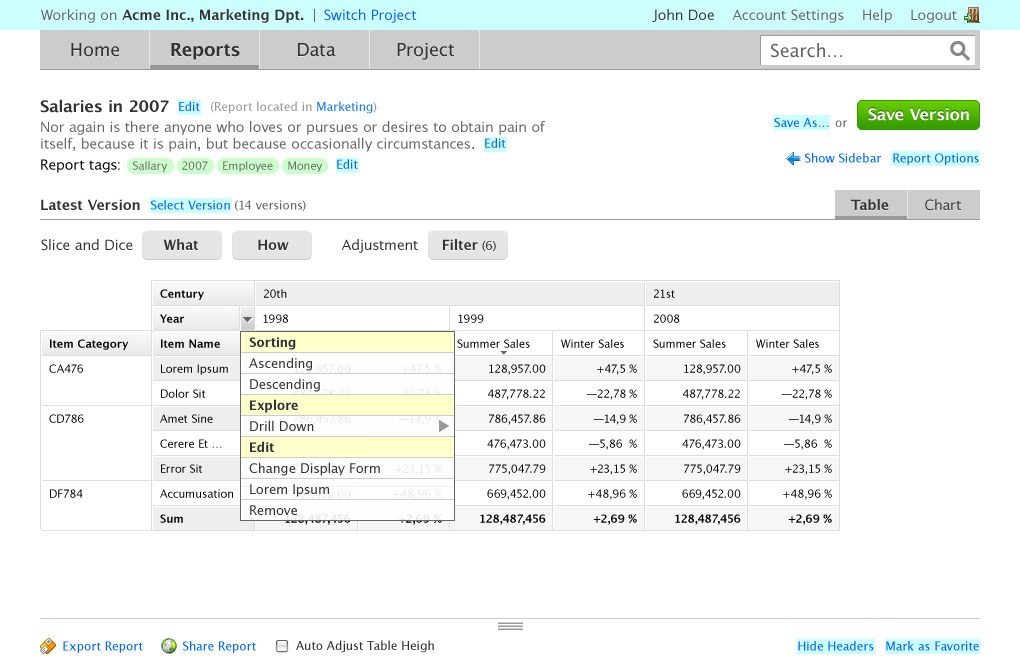 Working on Acme Inc., Marketing Dpt. | Switch Project John Doe Account Settings Help Logout
Home Reports Data Project Search...
Salaries in 2007 Edit (Report located in Marketing)
Nor again is there anyone who loves or pursues or desires to obtain pain of
itself, because it is pain, but because occasionally circumstances. Edit
Save As... or Save Version
Report tags: Sallary 2007 Employee Money Edit
Show Sidebar Report Options
Latest Version Select Version (14 versions) Table Chart
Slice and Dice What How Adjustment Filter (6)
Century 20th 21st
Year 1998 1999 2008
Item Category Item Name Summer Sales Winter Sales Summer Sales Winter Sales
CA476 Lorem Ipsum 128,957.00 +47,5 % 128,957.00 +47,5 %
Dolor Sit 487,778.22 —22,78 % 487,778.22 —22,78 %
CD786 Amet Sine 786,457.86 —14,9 % 786,457.86 —14,9 %
Cerere Et ... 476,473.00 —5,86 % 476,473.00 —5,86 %
Error Sit 775,047.79 +23,15 % 775,047.79 +23,15 %
DF784 Accumusation 669,452.00 +48,96 % 669,452.00 +48,96 %
Sum 128,487,456 +2,69 % 128,487,456 +2,69 % 128,487,456 +2,69 %
Sorting
Ascending
Descending
Explore
Drill Down
Edit
Change Display Form
Lorem Ipsum
Remove
Export Report Share Report Auto Adjust Table Heigh Hide Headers Mark as Favorite